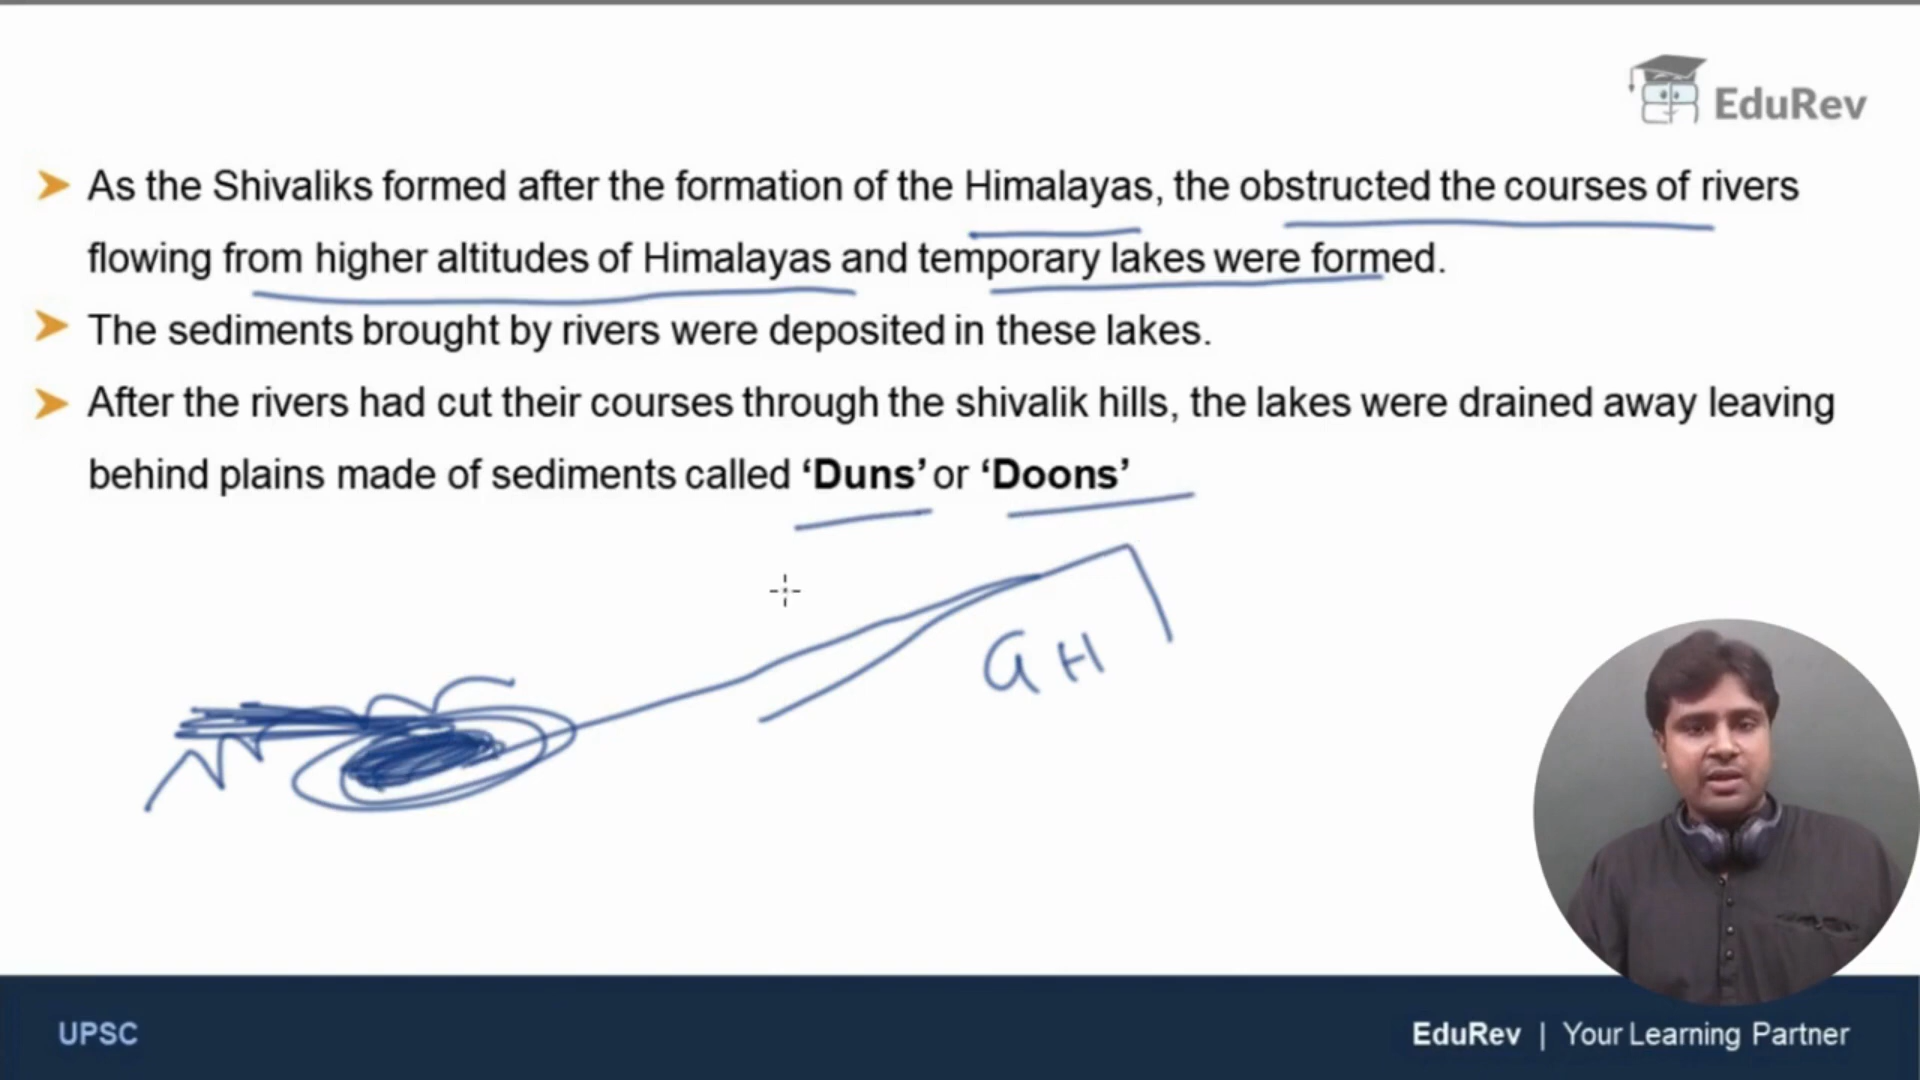 EduRev
As the Shivaliks formed after the formation of the Himalayas, the obstructed the courses of rivers
flowing from higher altitudes of Himalayas and temporary lakes were formed.
The sediments brought by rivers were deposited in these lakes.
After the rivers had cut their courses through the shivalik hills, the lakes were drained away leaving
behind plains made of sediments called ‘Duns’ or ‘Doons’
GH
UPSC
EduRev | Your Learning Partner